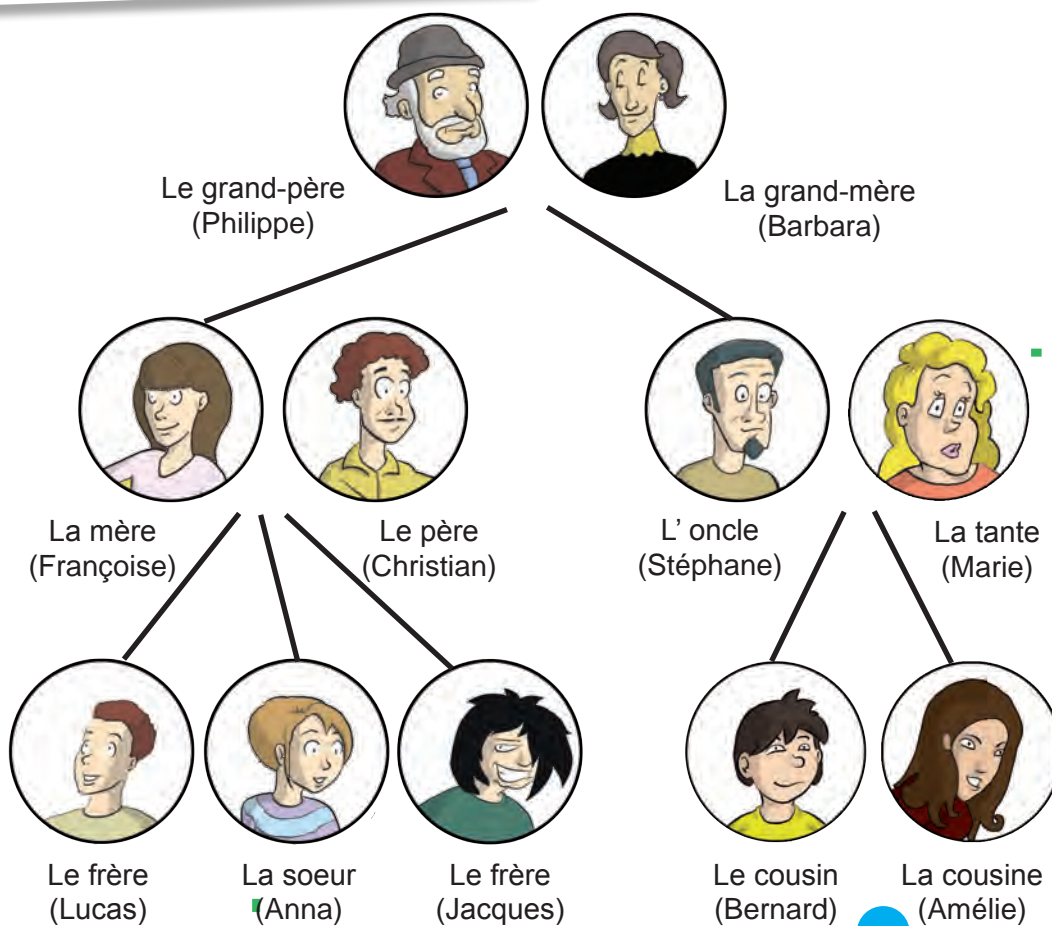 Le grand-père
(Philippe)
La grand-mère
(Barbara)
La mère
(Françoise)
Le père
(Christian)
L' oncle
(Stéphane)
La tante
(Marie)
Le frère
(Lucas)
La soeur
(Anna)
Le frère
(Jacques)
Le cousin
(Bernard)
La cousine
(Amélie)